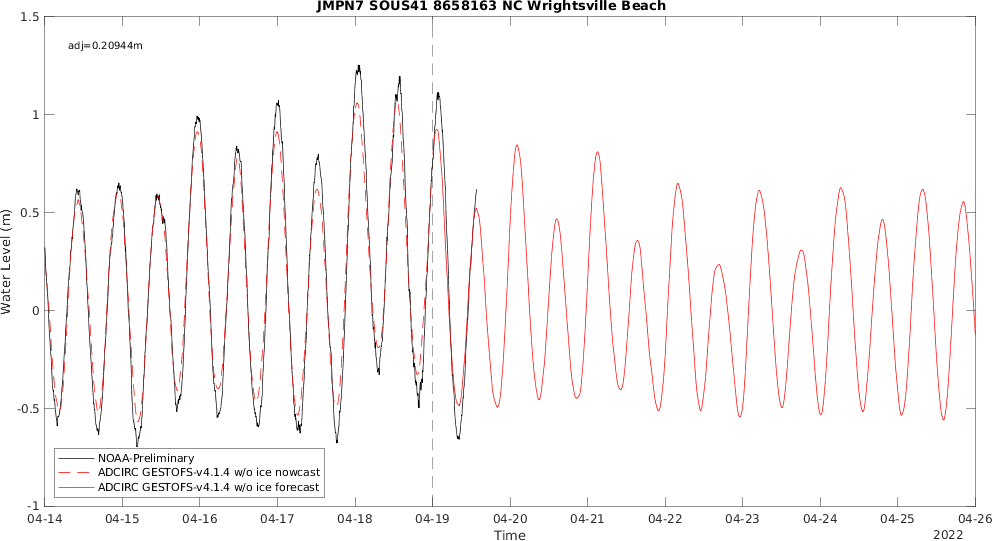 JMPN7 SOUS41 8658163 NC Wrightsville Beach
adj=0.20944m
1.5
1
0.5
0
-0.5
-1
Water Level (m)
NOAA-Preliminary
ADCIRC GESTOFS-v4.1.4 w/o ice nowcast
ADCIRC GESTOFS-v4.1.4 w/o ice forecast
04-14 04-15 04-16 04-17 04-18 04-19 04-20 04-21 04-22 04-23 04-24 04-25 04-26
Time
2022